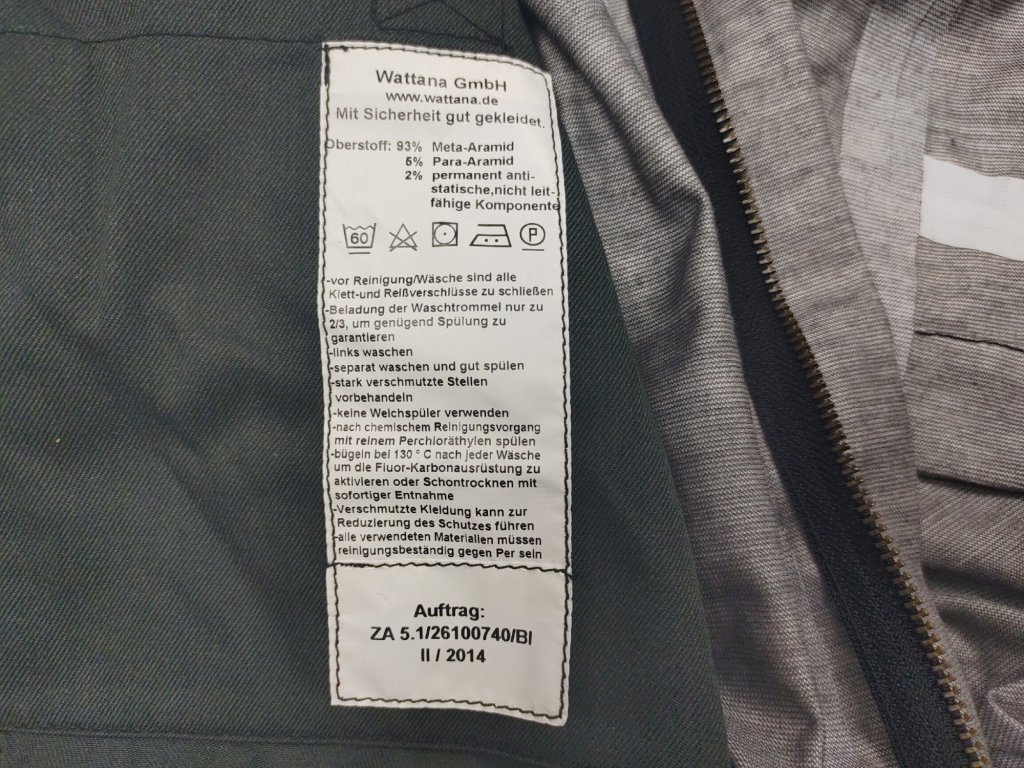 Wattana GmbH
www.wattana.de
Mit Sicherheit gut gekleidet.
Oberstoff: 93% Meta-Aramid
5% Para-Aramid
2% permanent anti-
statische,nicht leit-
fähige Komponente
60 P
-vor Reinigung/Wäsche sind alle
Klett-und Reißverschlüsse zu schließen
-Beladung der Waschtrommel nur zu
2/3, um genügend Spülung zu
garantieren
-links waschen
-separat waschen und gut spülen
-stark verschmutzte Stellen
vorbehandeln
-keine Weichspüler verwenden
-nach chemischem Reinigungsvorgang
mit reinem Perchloräthylen spülen
-bügeln bei 130 ° C nach jeder Wäsche
um die Fluor-Karbonausrüstung zu
aktivieren oder Schontrocknen mit
sofortiger Entnahme
-Verschmutzte Kleidung kann zur
Reduzierung des Schutzes führen
-alle verwendeten Materialien müssen
reinigungsbeständig gegen Per sein
Auftrag:
ZA 5.1/26100740/BI
II / 2014